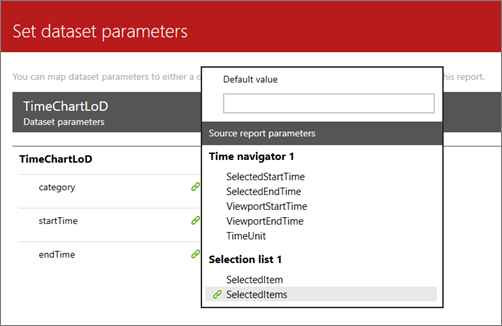 Set dataset parameters
You can map dataset parameters to either a d
his report.
TimeChartLoD
Dataset parameters
TimeChartLoD
category
startTime
endTime
Default value
Source report parameters
Time navigator 1
SelectedStartTime
SelectedEndTime
ViewportStartTime
ViewportEndTime
TimeUnit
Selection list 1
SelectedItem
SelectedItems